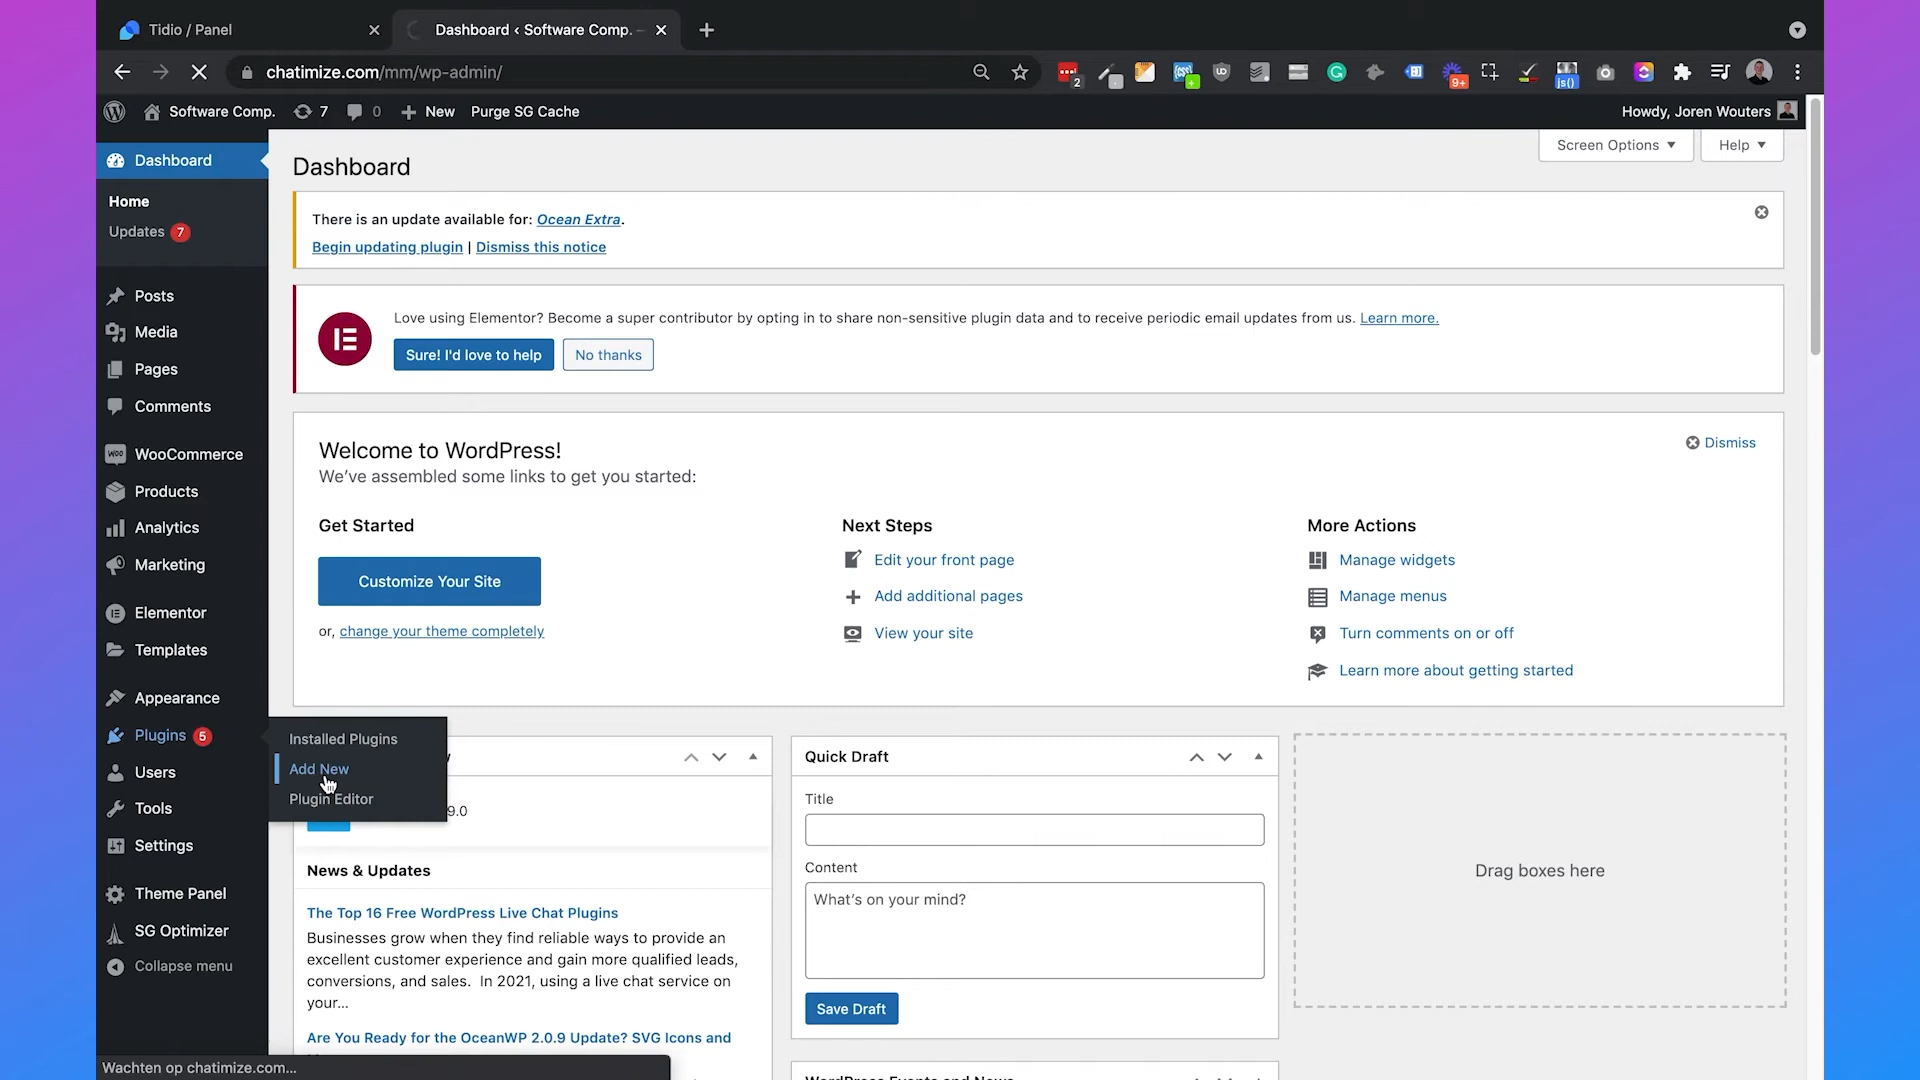 Tidio / Panel
Dashboard ‹ Software Comp. –
chatimize.com/mm/wp-admin/
2
9+
js()
Software Comp.
7
0
New
Purge SG Cache
Howdy, Joren Wouters
Dashboard
Home
Updates 7
Posts
Media
Pages
Comments
WooCommerce
Products
Analytics
Marketing
Elementor
Templates
Appearance
Plugins 5
Users
Tools
Settings
Theme Panel
SG Optimizer
Collapse menu
Installed Plugins
Add New
Plugin Editor
Dashboard
Screen Options
Help
There is an update available for: Ocean Extra.
Begin updating plugin | Dismiss this notice
Love using Elementor? Become a super contributor by opting in to share non-sensitive plugin data and to receive periodic email updates from us. Learn more.
Sure! I'd love to help
No thanks
Welcome to WordPress!
We've assembled some links to get you started:
Dismiss
Get Started
Customize Your Site
or, change your theme completely
Next Steps
Edit your front page
Add additional pages
View your site
More Actions
Manage widgets
Manage menus
Turn comments on or off
Learn more about getting started
9.0
News & Updates
The Top 16 Free WordPress Live Chat Plugins
Businesses grow when they find reliable ways to provide an
excellent customer experience and gain more qualified leads,
conversions, and sales. In 2021, using a live chat service on
your...
Are You Ready for the OceanWP 2.0.9 Update? SVG Icons and
Quick Draft
Title
Content
What's on your mind?
Save Draft
Drag boxes here
WordPress Events and News
Wachten op chatimize.com...